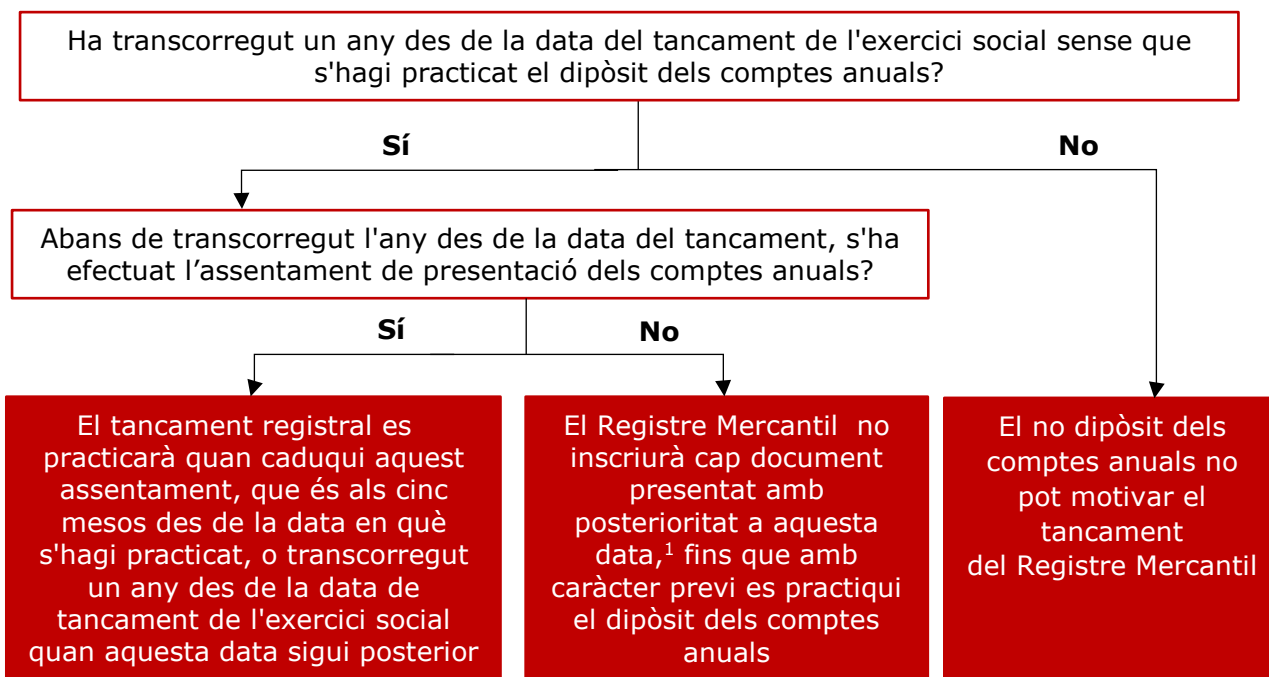 Ha transcorregut un any des de la data del tancament de l'exercici social sense que
s'hagi practicat el dipòsit dels comptes anuals?
Sí
No
Abans de transcorregut l'any des de la data del tancament, s'ha
efectuat l’assentament de presentació dels comptes anuals?
Sí
No
El tancament registral es
practicarà quan caduqui aquest
assentament, que és als cinc
mesos des de la data en què
s'hagi practicat, o transcorregut
un any des de la data de
tancament de l'exercici social
quan aquesta data sigui posterior
El Registre Mercantil no
inscriurà cap document
presentat amb
posterioritat a aquesta
data,¹ fins que amb
caràcter previ es practiqui
el dipòsit dels comptes
anuals
El no dipòsit dels
comptes anuals no
pot motivar el
tancament
del Registre Mercantil